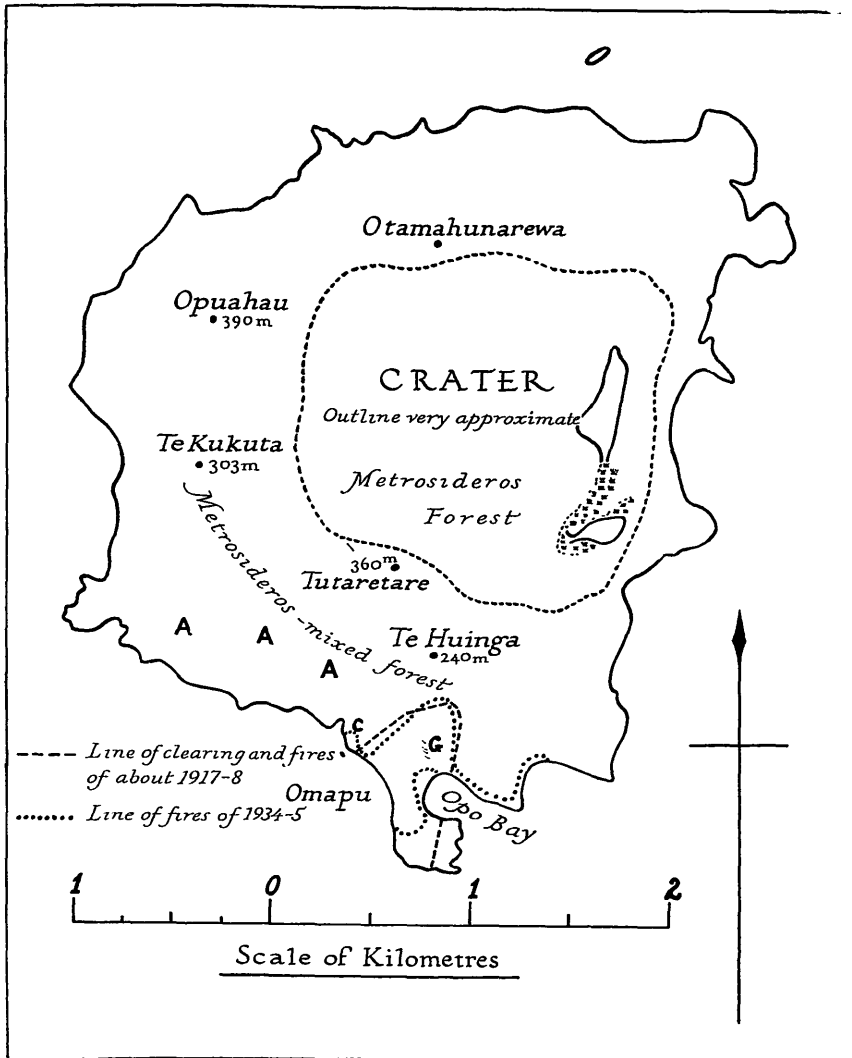 Otamahunarewa
Opuahau
390m
CRATER
Outline very approximate
Te Kukuta
303m
Metrosideros
Forest
Metrosideros-mixed forest
360m
Tutaretare
A
A
A
Te Huinga
240m
C
G
Line of clearing and fires
of about 1917-8
Omapu
Opo Bay
Line of fires of 1934-5
1 0 1 2
Scale of Kilometres